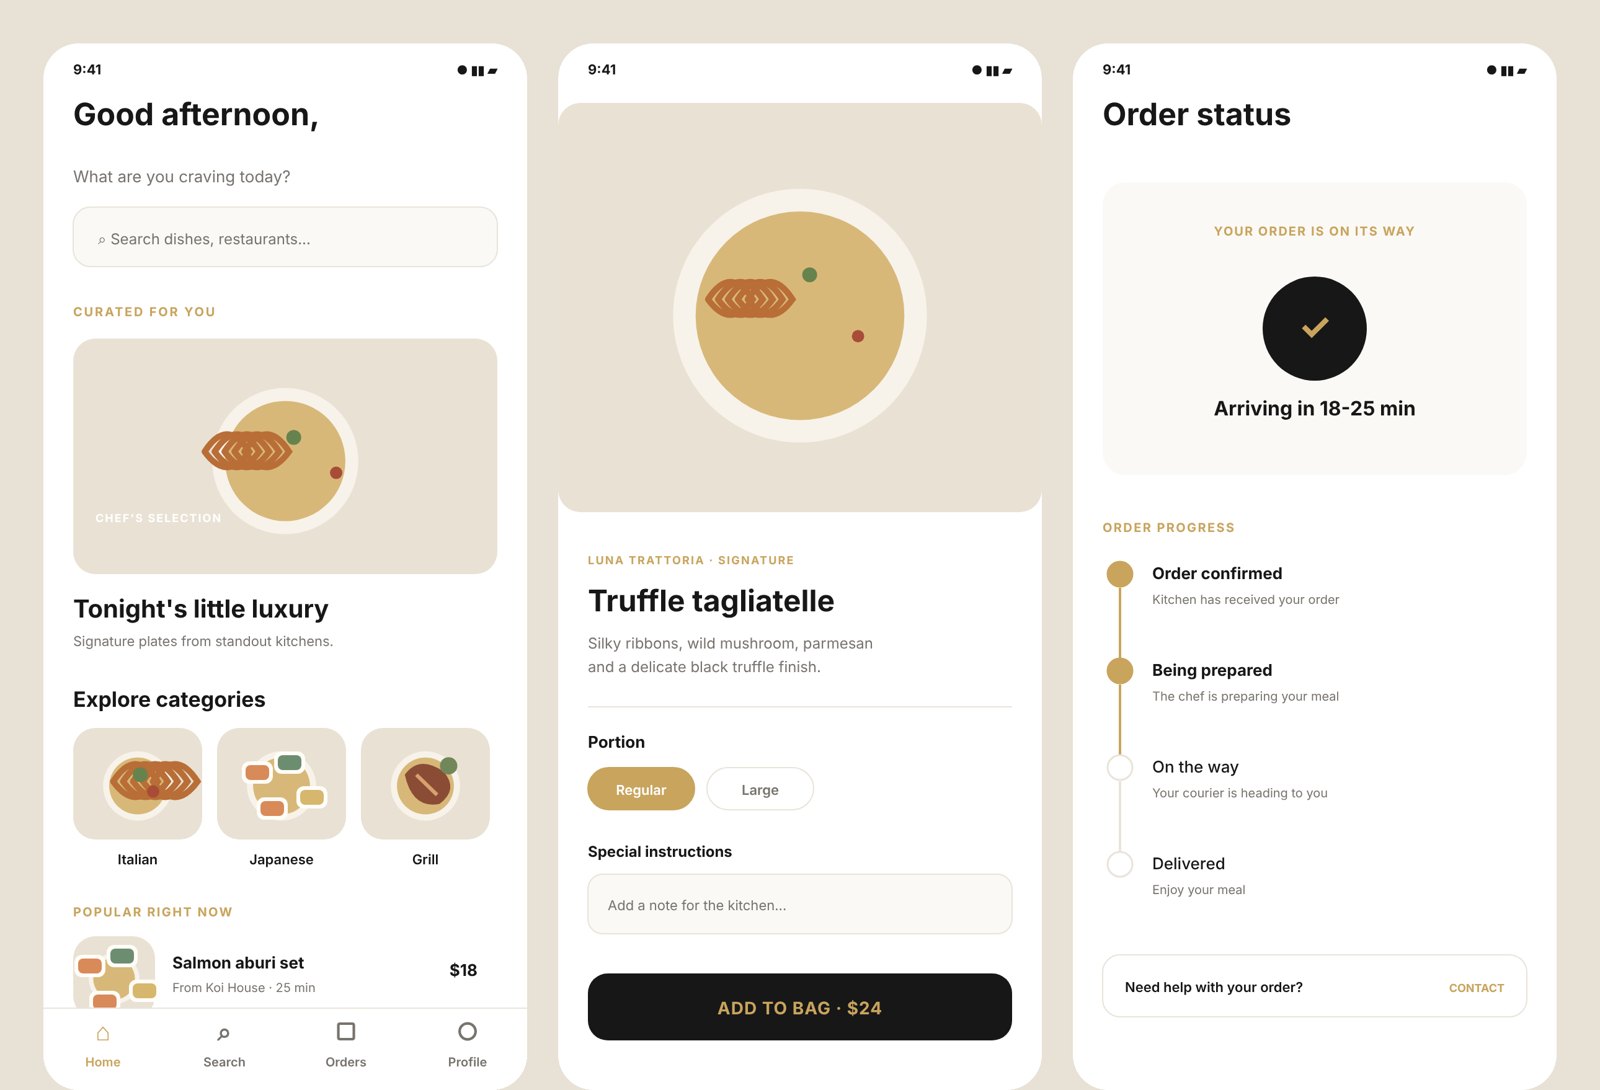 9:41
Good afternoon,
What are you craving today?
Search dishes, restaurants...
CURATED FOR YOU
CHEF'S SELECTION
Tonight's little luxury
Signature plates from standout kitchens.
Explore categories
Italian
Japanese
Grill
POPULAR RIGHT NOW
Salmon aburi set
$18
From Koi House · 25 min
Home
Search
Orders
Profile
9:41
LUNA TRATTORIA · SIGNATURE
Truffle tagliatelle
Silky ribbons, wild mushroom, parmesan
and a delicate black truffle finish.
Portion
Regular
Large
Special instructions
Add a note for the kitchen...
ADD TO BAG · $24
9:41
Order status
YOUR ORDER IS ON ITS WAY
Arriving in 18-25 min
ORDER PROGRESS
Order confirmed
Kitchen has received your order
Being prepared
The chef is preparing your meal
On the way
Your courier is heading to you
Delivered
Enjoy your meal
Need help with your order?
CONTACT